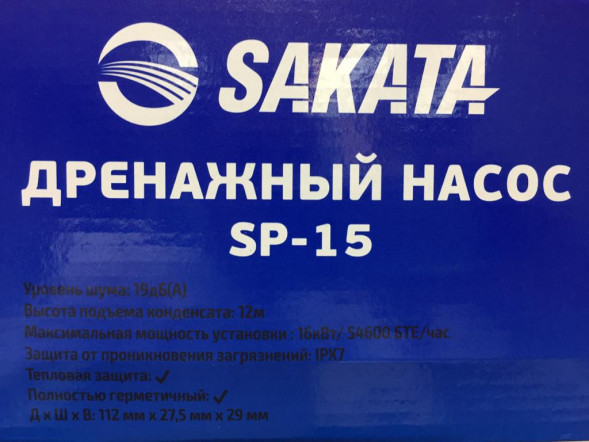 SAKATA
ДРЕНАЖНЫЙ НАСОС
SP-15
Уровень шума: 19дБ(А)
Высота подъема конденсата: 12м
Максимальная мощность установки : 16кВт/ 54600 БТЕ/час
Защита от проникновения загрязнений: IPX7
Тепловая защита: ✓
Полностью герметичный: ✓
Д x Ш x В: 112 мм x 27,5 мм x 29 мм